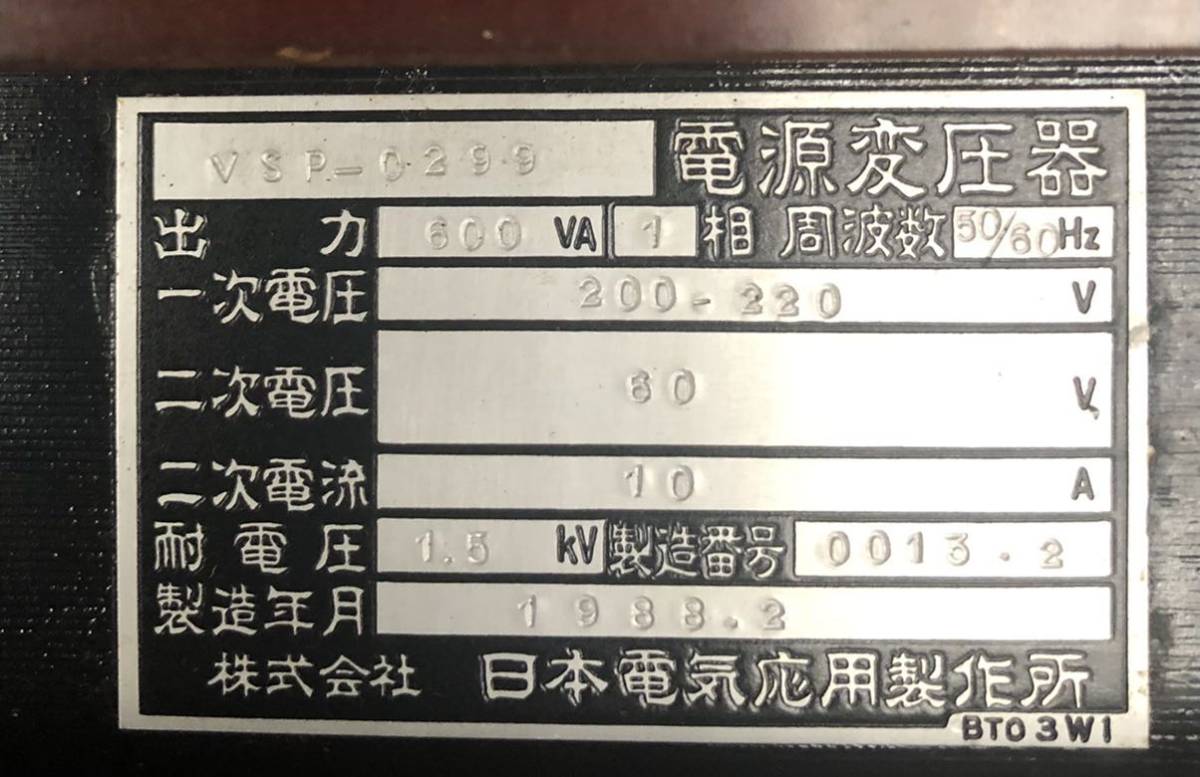 VSP-0299 電源変圧器
出力 600 VA 1 相 周波数 50/60 Hz
一次電圧 200-220 V
二次電圧 60 V
二次電流 10 A
耐電圧 1.5 kV 製造番号 0013.2
製造年月 1988.2
株式会社 日本電気応用製作所
BT03W1